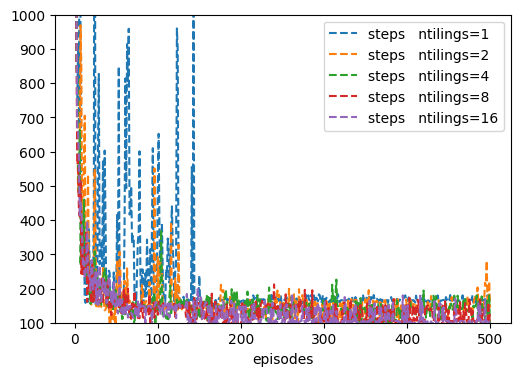 1000
900
800
700
600
500
400
300
200
100
steps   ntilings=1
steps   ntilings=2
steps   ntilings=4
steps   ntilings=8
steps   ntilings=16
0 100 200 300 400 500
episodes